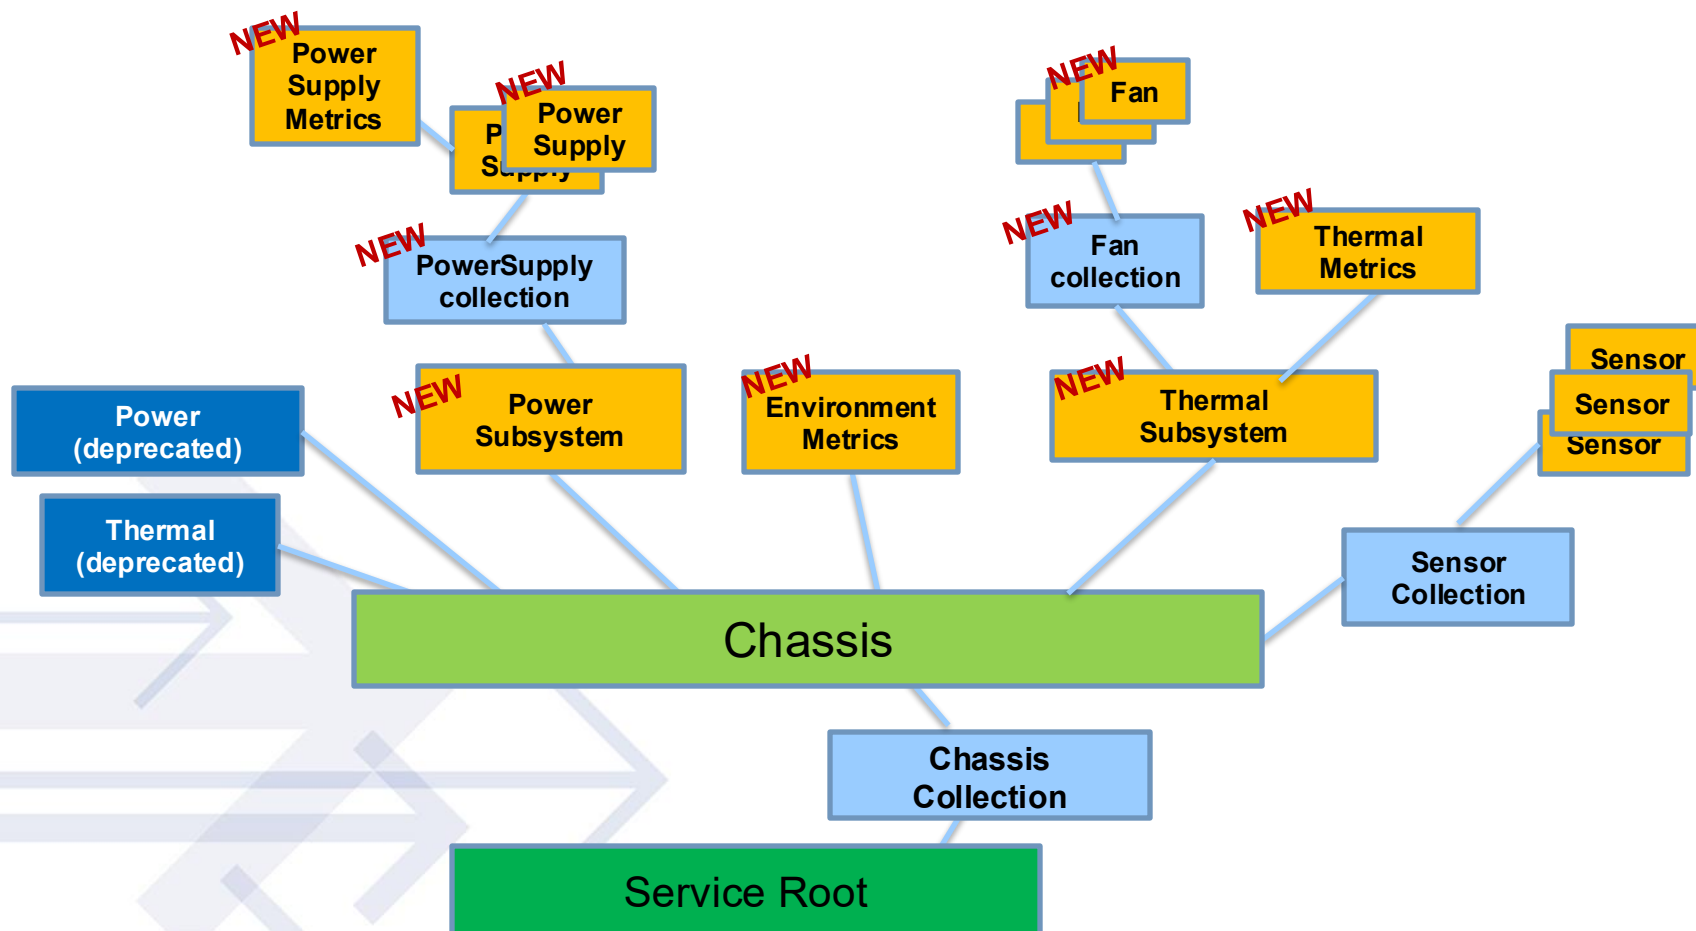 NEW
Power
Supply
Metrics
NEW
Power
Supply
Supply
NEW
Fan
NEW
PowerSupply
collection
NEW
Fan
collection
NEW
Thermal
Metrics
Sensor
Sensor
Sensor
NEW
Power
Subsystem
NEW
Environment
Metrics
NEW
Thermal
Subsystem
Power
(deprecated)
Thermal
(deprecated)
Sensor
Collection
Chassis
Chassis
Collection
Service Root